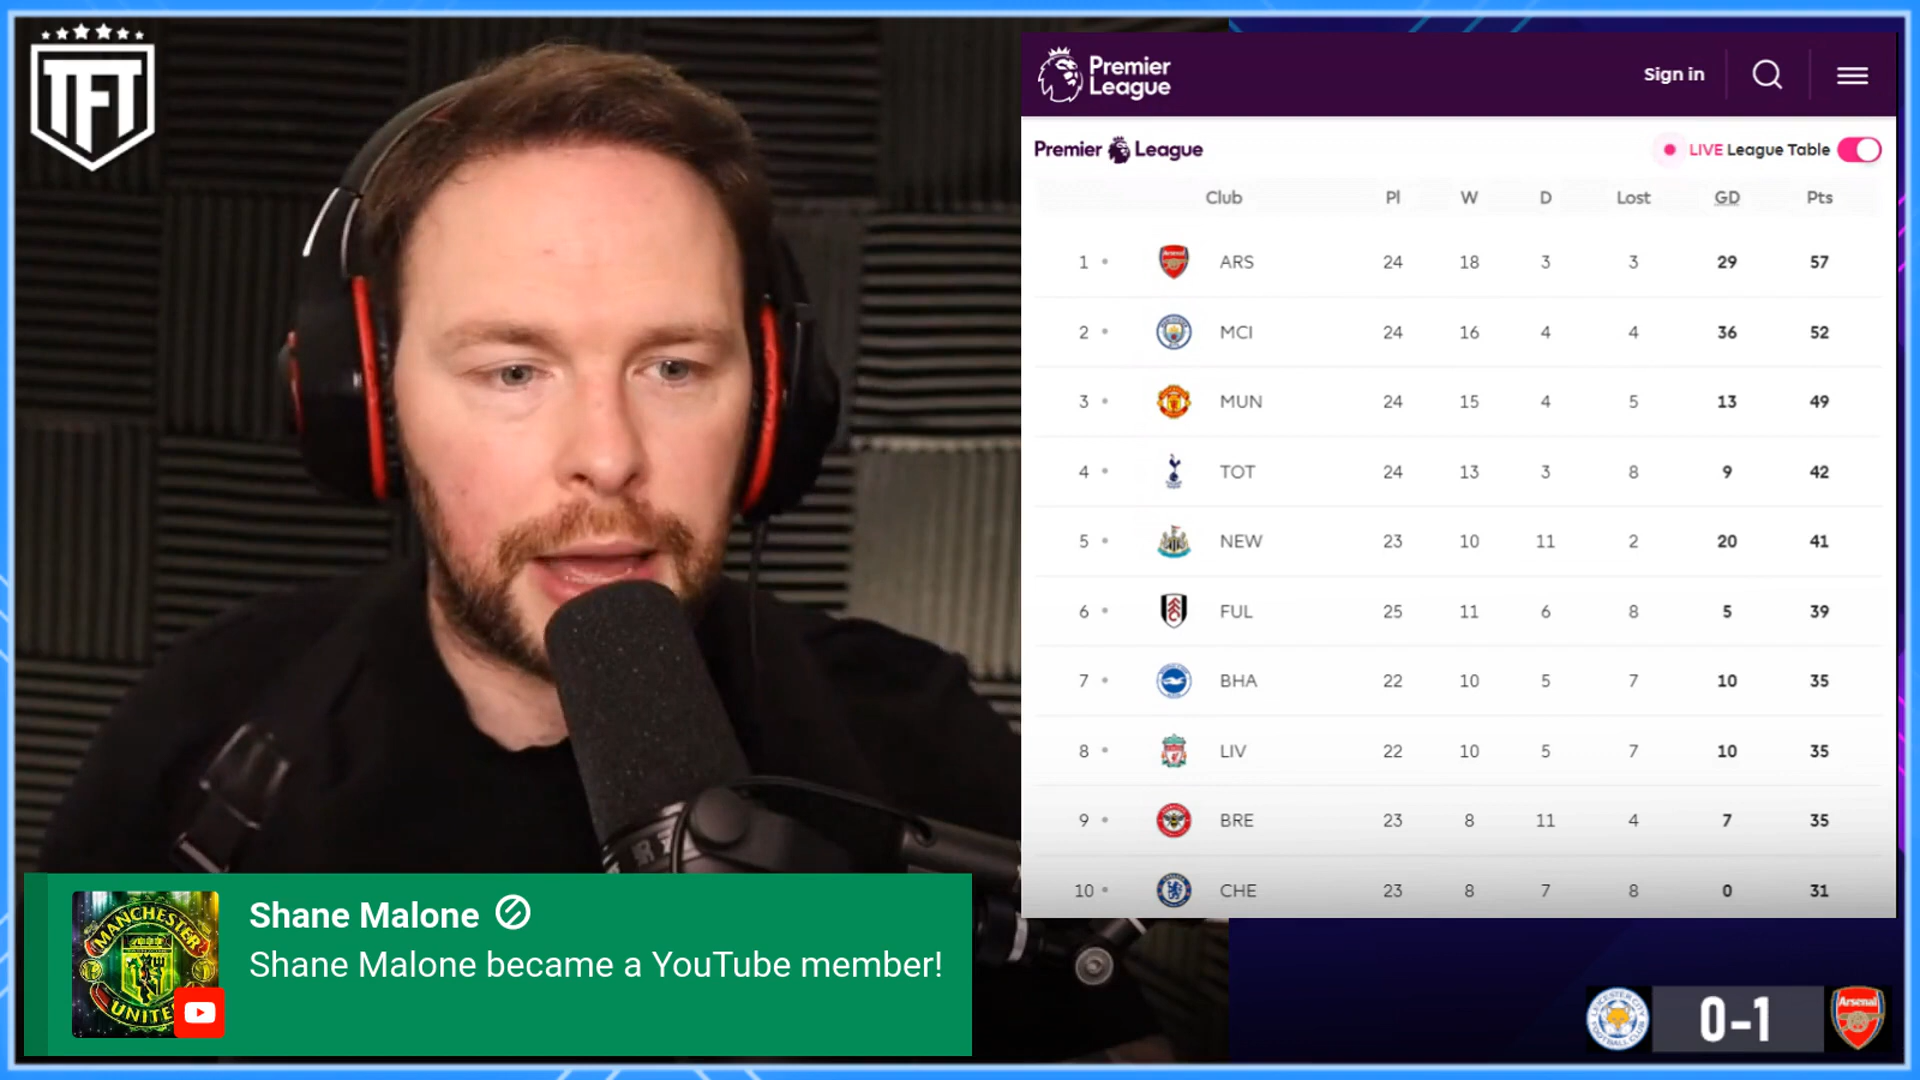 TFT
Premier
League
Sign in
Premier League
LIVE League Table
Club Pl W D Lost GD Pts
1 ARS 24 18 3 3 29 57
2 MCI 24 16 4 4 36 52
3 MUN 24 15 4 5 13 49
4 TOT 24 13 3 8 9 42
5 NEW 23 10 11 2 20 41
6 FUL 25 11 6 8 5 39
7 BHA 22 10 5 7 10 35
8 LIV 22 10 5 7 10 35
9 BRE 23 8 11 4 7 35
10 CHE 23 8 7 8 0 31
MANCHESTER
UNITE
Shane Malone
Shane Malone became a YouTube member!
LEICESTER CITY
FOOTBALL CLUB
0-1
Arsenal